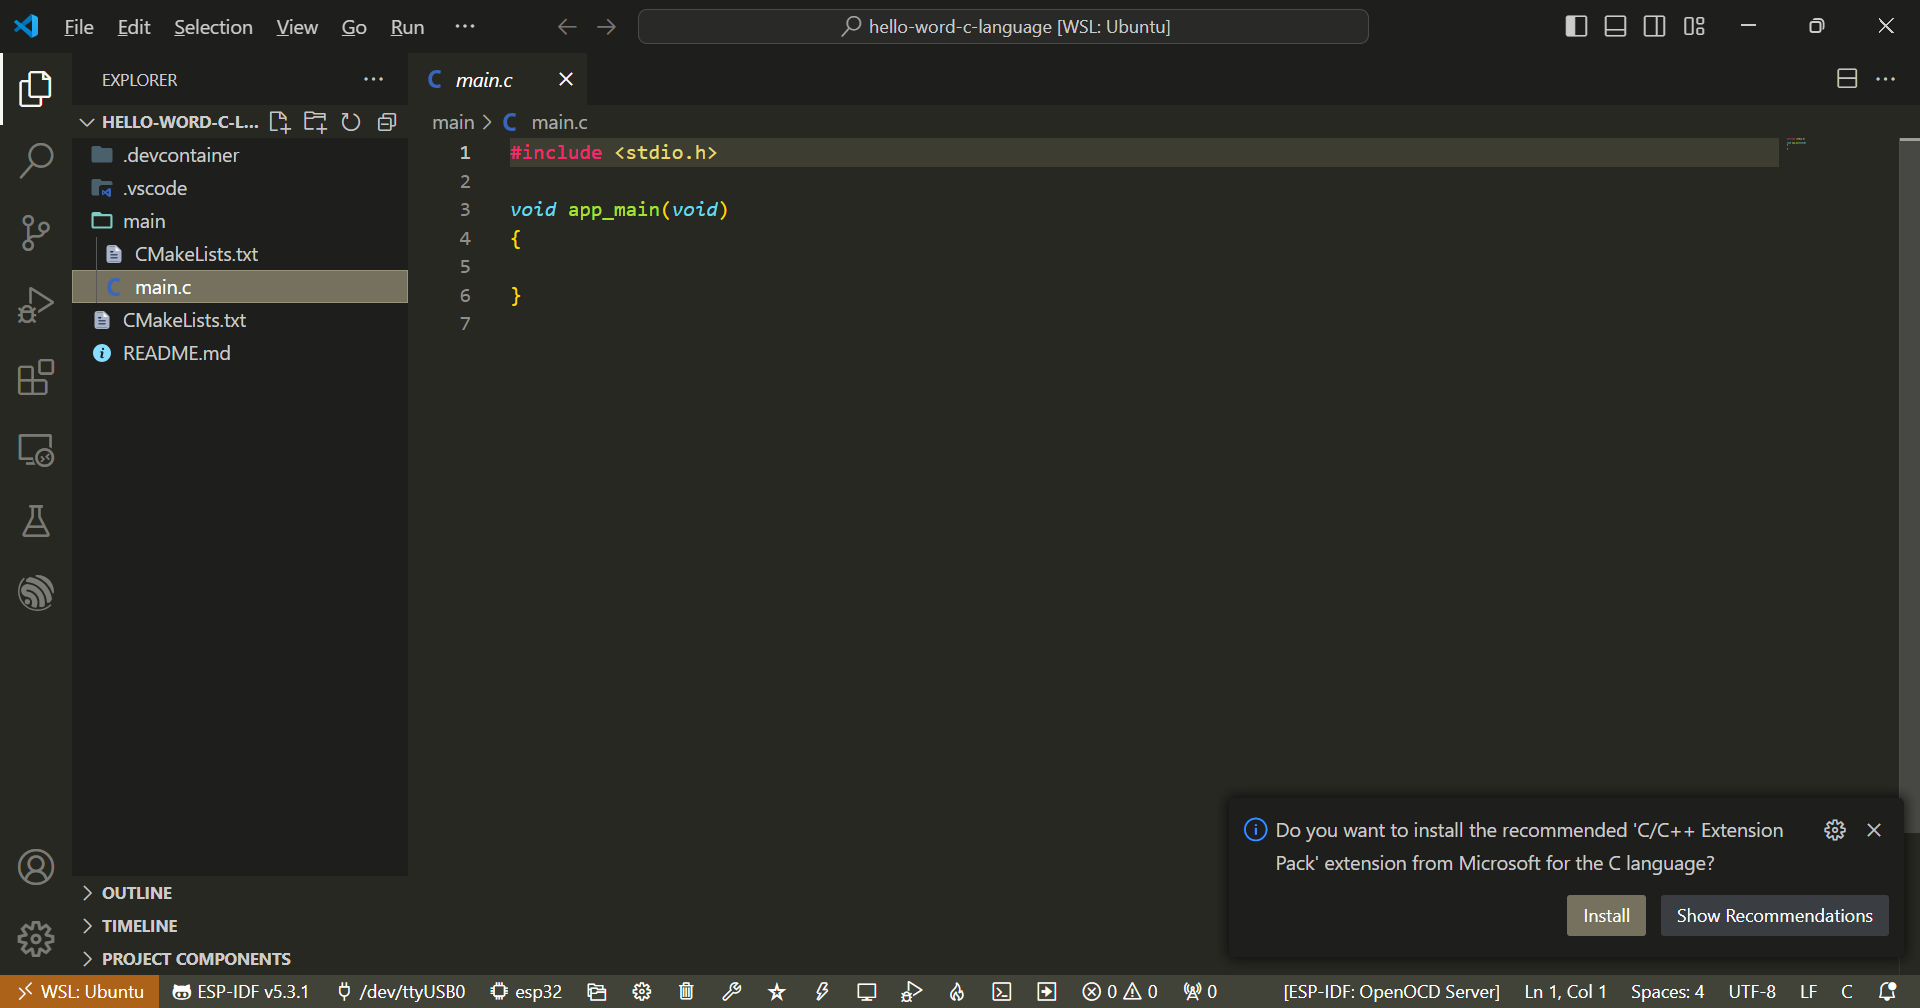 File Edit Selection View Go Run ··· hello-word-c-language [WSL: Ubuntu]
EXPLORER ···
main.c
HELLO-WORD-C-L...
main > main.c
.devcontainer
.vscode
main
CMakeLists.txt
main.c
CMakeLists.txt
README.md
1 #include <stdio.h>
2
3 void app_main(void)
4 {
5
6 }
7
Do you want to install the recommended 'C/C++ Extension
Pack' extension from Microsoft for the C language?
Install Show Recommendations
OUTLINE
TIMELINE
PROJECT COMPONENTS
WSL: Ubuntu ESP-IDF v5.3.1 /dev/ttyUSB0 esp32 0 0 0 [ESP-IDF: OpenOCD Server] Ln 1, Col 1 Spaces: 4 UTF-8 LF C